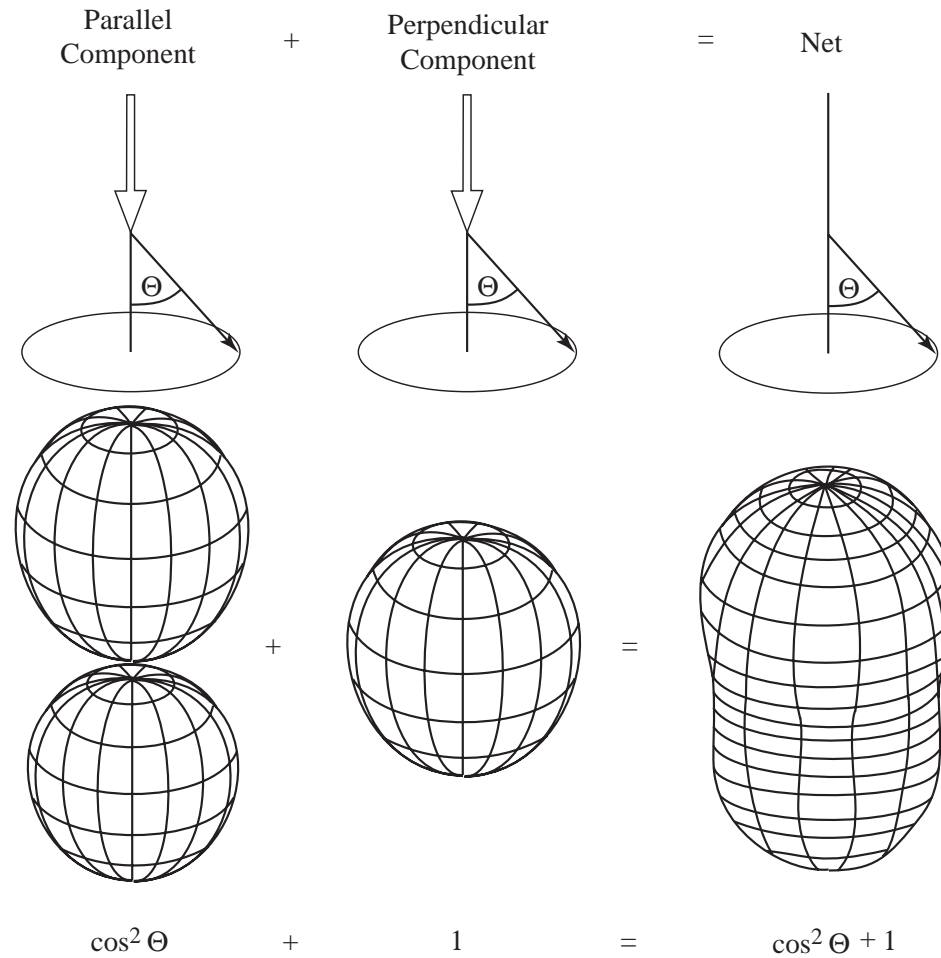 Parallel Component + Perpendicular Component = Net
Θ Θ Θ
+ =
cos² Θ + 1 = cos² Θ + 1